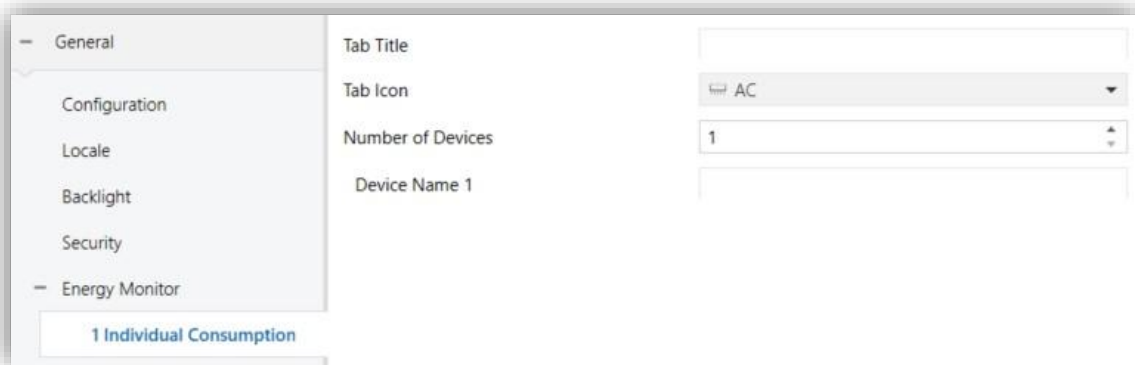 General
Configuration
Locale
Backlight
Security
Energy Monitor
1 Individual Consumption
Tab Title
Tab Icon
AC
Number of Devices
1
Device Name 1